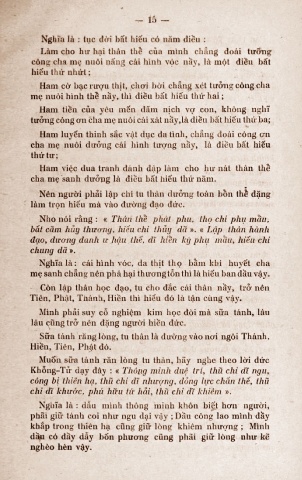 — 15 —
Nghĩa là : tục đời bất hiếu có năm điều :
Làm cho hư hại thân thể của mình chẳng đoái tưởng
công cha mẹ nuôi nấng cái hình vóc nầy, là một điều bất
hiếu thứ nhứt ;
Ham cờ bạc rượu thịt, chơi bời chẳng xét tưởng công cha
mẹ nuôi hình thể nầy, thì điều bất hiếu thứ hai ;
Ham tiền của yêu mến đắm nịch vợ con, không nghĩ
tưởng công ơn cha mẹ nuôi cái xát nầy, là điều bất hiếu thứ ba;
Ham luyến thinh sắc vật dục da tình, chẳng đoái công ơn
cha mẹ nuôi dưỡng cái hình tượng nầy, là điều bất hiếu
thứ tư;
Ham việc đua tranh đánh dập làm cho hư nát thân thể
cha mẹ sanh dưỡng là điều bất hiếu thứ năm.
Nên người phải lập chí tu thân dưỡng toàn bổn thể đặng
làm trọn hiếu mà vào đường đạo đức.
Nho nói rằng : « Thân thể phát phu, thọ chi phụ mẫu,
bất cảm hủy thương, hiếu chi thủy dã ». « Lập thân hành
đạo, dương danh ư hậu thế, dĩ hiển kỳ phụ mẫu, hiếu chi
chung dã ».
Nghĩa là : cái hình vóc, da thịt thọ bẩm khí huyết cha
mẹ sanh chẳng nên phá hại thương tổn thì là hiếu ban đầu vậy.
Còn lập thân học đạo, tu cho đắc cái thân nầy, trở nên
Tiên, Phật, Thánh, Hiền thì hiếu đó là tận cùng vậy.
Mình phải suy cổ nghiệm kim học đòi mà sữa tánh, lâu
lâu cũng trở nên đặng người hiền đức.
Sữa tánh răng lòng, tu thân là đường vào nơi ngôi Thánh,
Hiền, Tiên, Phật đó.
Muốn sữa tánh răn lòng tu thân, hãy nghe theo lời đức
Khổng-Tử dạy đây : « Thông minh duệ trí, thủ chi dĩ ngu,
công bị thiên hạ, thủ chi dĩ nhượng, dõng lực chấn thế, thủ
chi dĩ khước, phú hữu tứ hải, thủ chi dĩ khiêm ».
Nghĩa là : dầu mình thông minh khôn biết hơn người,
phải giữ tánh coi như ngu dại vậy ; Dầu công lao mình đầy
khắp trong thiên hạ cũng giữ lòng khiêm nhượng ; Mình
dầu có đầy dẫy bốn phương cũng phải giữ lòng như kẻ
nghèo hèn vậy.